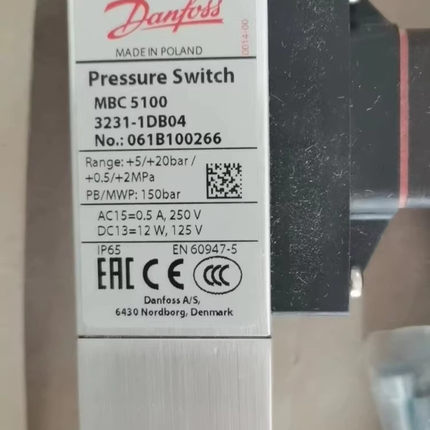 Danfoss
MADE IN POLAND
0014-00
Pressure Switch
MBC 5100
3231-1DB04
No.: 061B100266
Range: +5/+20bar /
+0.5/+2MPa
PB/MWP: 150bar
AC15=0.5 A, 250 V
DC13=12 W, 125 V
IP65 EN 60947-5
EAC CE CCC
Danfoss A/S,
6430 Nordborg, Denmark